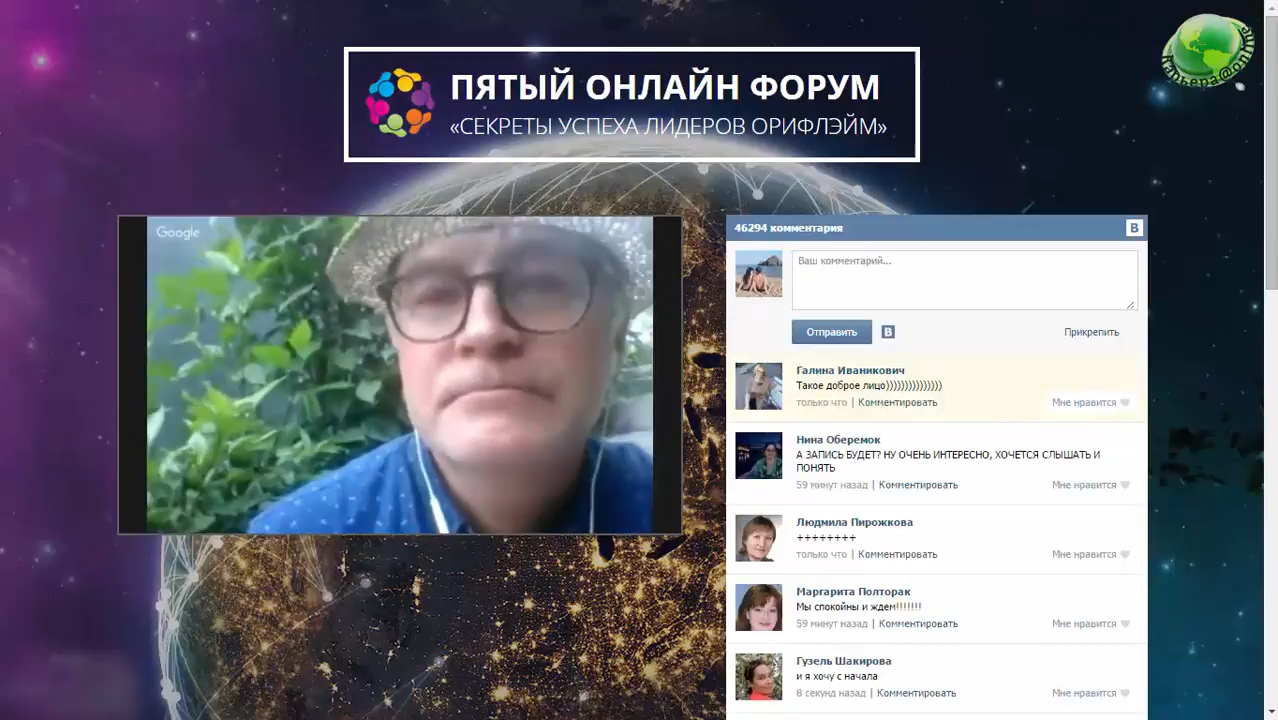 ПЯТЫЙ ОНЛАЙН ФОРУМ
«СЕКРЕТЫ УСПЕХА ЛИДЕРОВ ОРИФЛЭЙМ»
карьера@online
Google
46294 комментария
B
Ваш комментарий...
Отправить
B
Прикрепить
Галина Иваникович
Такое доброе лицо)))))))))))))))
только что | Комментировать
Мне нравится
Нина Оберемок
А ЗАПИСЬ БУДЕТ? НУ ОЧЕНЬ ИНТЕРЕСНО, ХОЧЕТСЯ СЛЫШАТЬ И
ПОНЯТЬ
59 минут назад | Комментировать
Мне нравится
Людмила Пирожкова
++++++++
только что | Комментировать
Мне нравится
Маргарита Полторак
Мы спокойны и ждем!!!!!!!
59 минут назад | Комментировать
Мне нравится
Гузель Шакирова
и я хочу с начала
8 секунд назад | Комментировать
Мне нравится